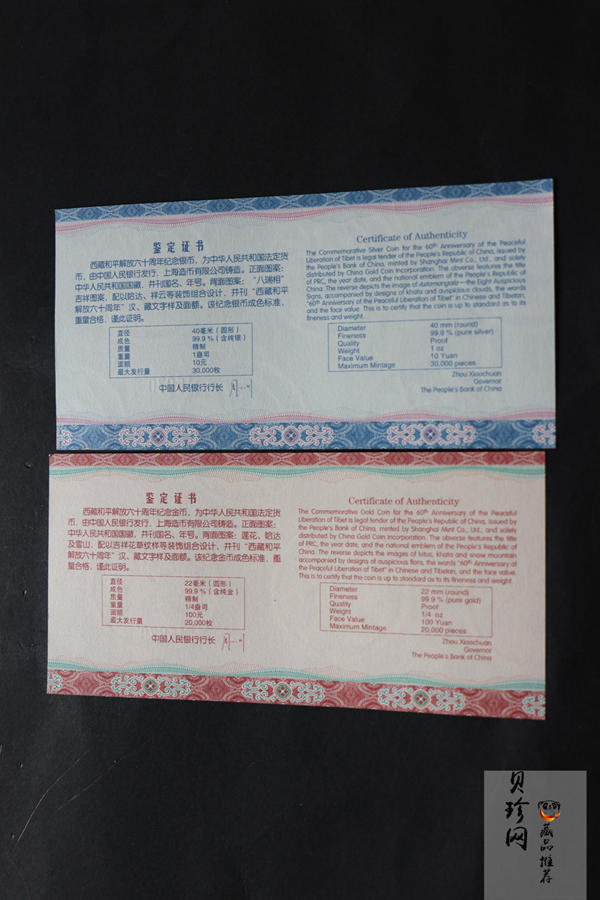 鉴定证书
西藏和平解放六十周年纪念银币，为中华人民共和国法定货
币，由中国人民银行发行，上海造币有限公司铸造。正面图案：
中华人民共和国国徽，并刊国名、年号。背面图案：“八瑞相”
吉祥图案，配以哈达、祥云等装饰组合设计，并刊“西藏和平
解放六十周年”汉、藏文字样及面额。该纪念银币成色标准，
重量合格，谨此证明。
直径 40毫米（圆形）
成色 99.9％（含纯银）
质量 精制
重量 1盎司
面额 10元
最大发行量 30,000枚
中国人民银行行长
Certificate of Authenticity
The Commemorative Silver Coin for the 60th Anniversary of the Peaceful
Liberation of Tibet is legal tender of the People's Republic of China, issued by
the People's Bank of China, minted by Shanghai Mint Co., Ltd., and solely
distributed by China Gold Coin Incorporation. The obverse features the title
of PRC, the year date, and the national emblem of the People's Republic of
China. The reverse depicts the image of Astamangala—the Eight Auspicious
Signs, accompanied by designs of khata and auspicious clouds, the words
"60th Anniversary of the Peaceful Liberation of Tibet" in Chinese and Tibetan,
and the face value. This is to certify that the coin is up to standard as to its
fineness and weight.
Diameter 40 mm (round)
Fineness 99.9 % (pure silver)
Quality Proof
Weight 1 oz
Face Value 10 Yuan
Maximum Mintage 30,000 pieces
Zhou Xiaochuan
Governor
The People's Bank of China
鉴定证书
西藏和平解放六十周年纪念金币，为中华人民共和国法定货
币，由中国人民银行发行，上海造币有限公司铸造。正面图案：
中华人民共和国国徽，并刊国名、年号。背面图案：莲花、哈达
及雪山，配以吉祥花草纹样等装饰组合设计，并刊“西藏和平
解放六十周年”汉、藏文字样及面额。该纪念金币成色标准，重
量合格，谨此证明。
直径 22毫米（圆形）
成色 99.9％（含纯金）
质量 精制
重量 1/4盎司
面额 100元
最大发行量 20,000枚
中国人民银行行长
Certificate of Authenticity
The Commemorative Gold Coin for the 60th Anniversary of the Peaceful
Liberation of Tibet is legal tender of the People's Republic of China, issued by
the People's Bank of China, minted by Shanghai Mint Co., Ltd., and solely
distributed by China Gold Coin Incorporation. The obverse features the title
of PRC, the year date, and the national emblem of the People's Republic of
China. The reverse depicts the images of lotus, khata and snow mountain
accompanied by designs of auspicious flora, the words "60th Anniversary of
the Peaceful Liberation of Tibet" in Chinese and Tibetan, and the face value.
This is to certify that the coin is up to standard as to its fineness and weight.
Diameter 22 mm (round)
Fineness 99.9 % (pure gold)
Quality Proof
Weight 1/4 oz
Face Value 100 Yuan
Maximum Mintage 20,000 pieces
Zhou Xiaochuan
Governor
The People's Bank of China
贝珍网
藏品推荐